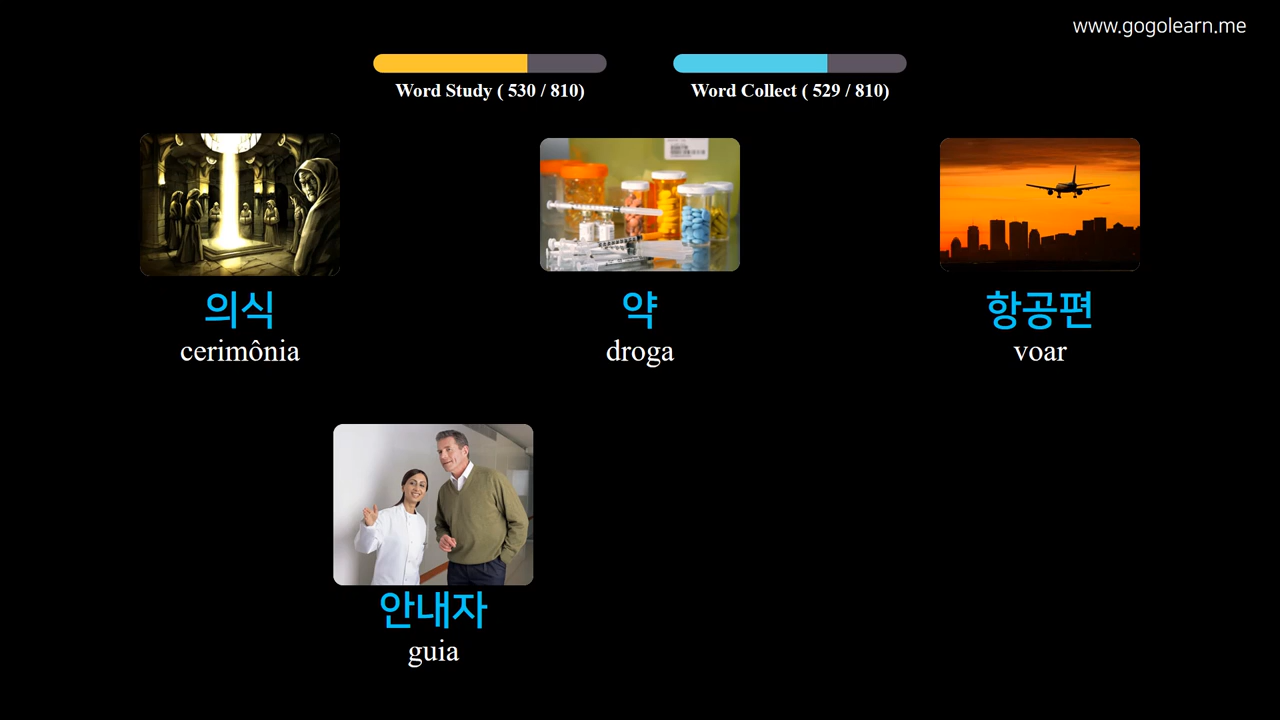 www.gogolearn.me
Word Study ( 530 / 810)
Word Collect ( 529 / 810)
의식
cerimônia
약
droga
항공편
voar
안내자
guia